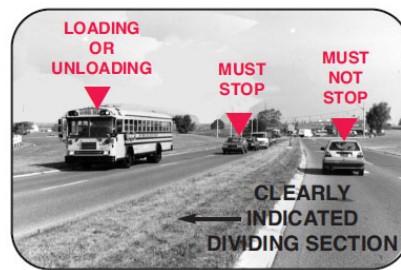 LOADING
OR
UNLOADING
MUST
STOP
MUST
NOT
STOP
CLEARLY
INDICATED
DIVIDING SECTION